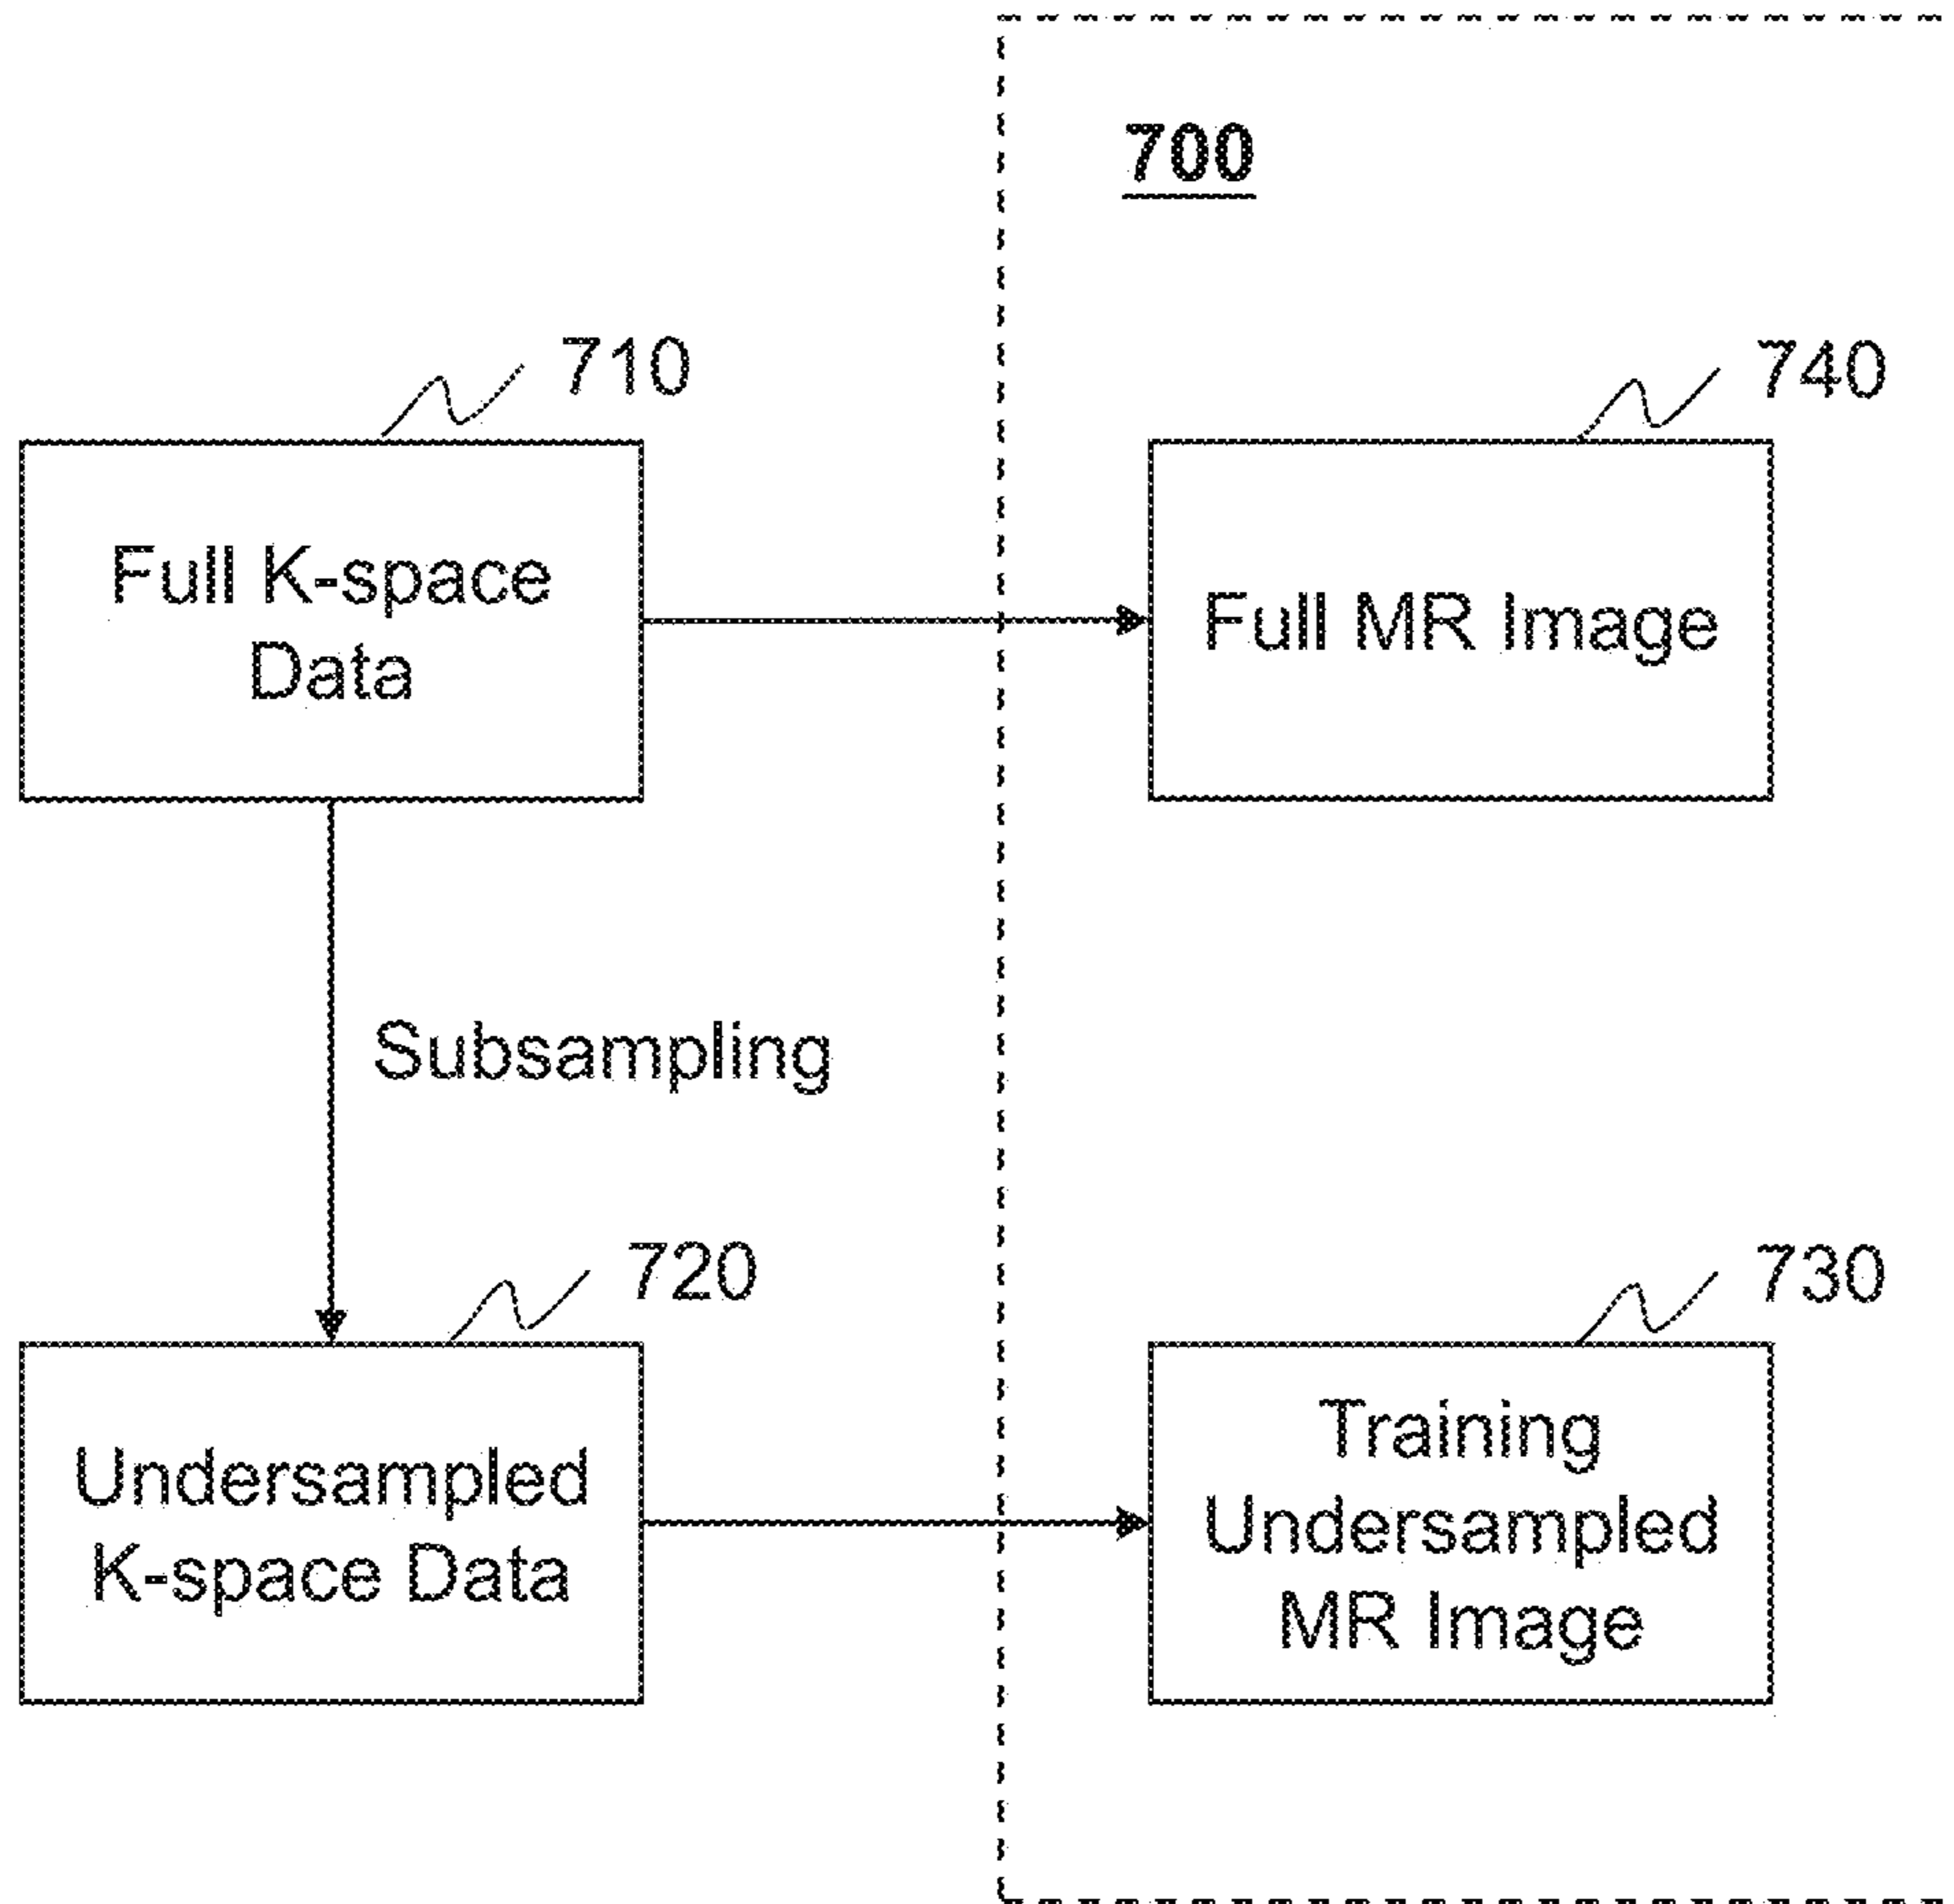 700
710
740
Full K-space
Data
Full MR Image
Subsampling
720
730
Undersampled
K-space Data
Training
Undersampled
MR Image